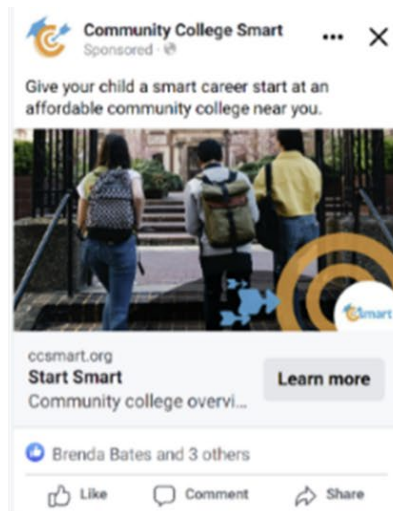 Community College Smart
Sponsored ·
Give your child a smart career start at an
affordable community college near you.
Smart
ccsmart.org
Start Smart
Learn more
Community college overvi...
Brenda Bates and 3 others
Like Comment Share